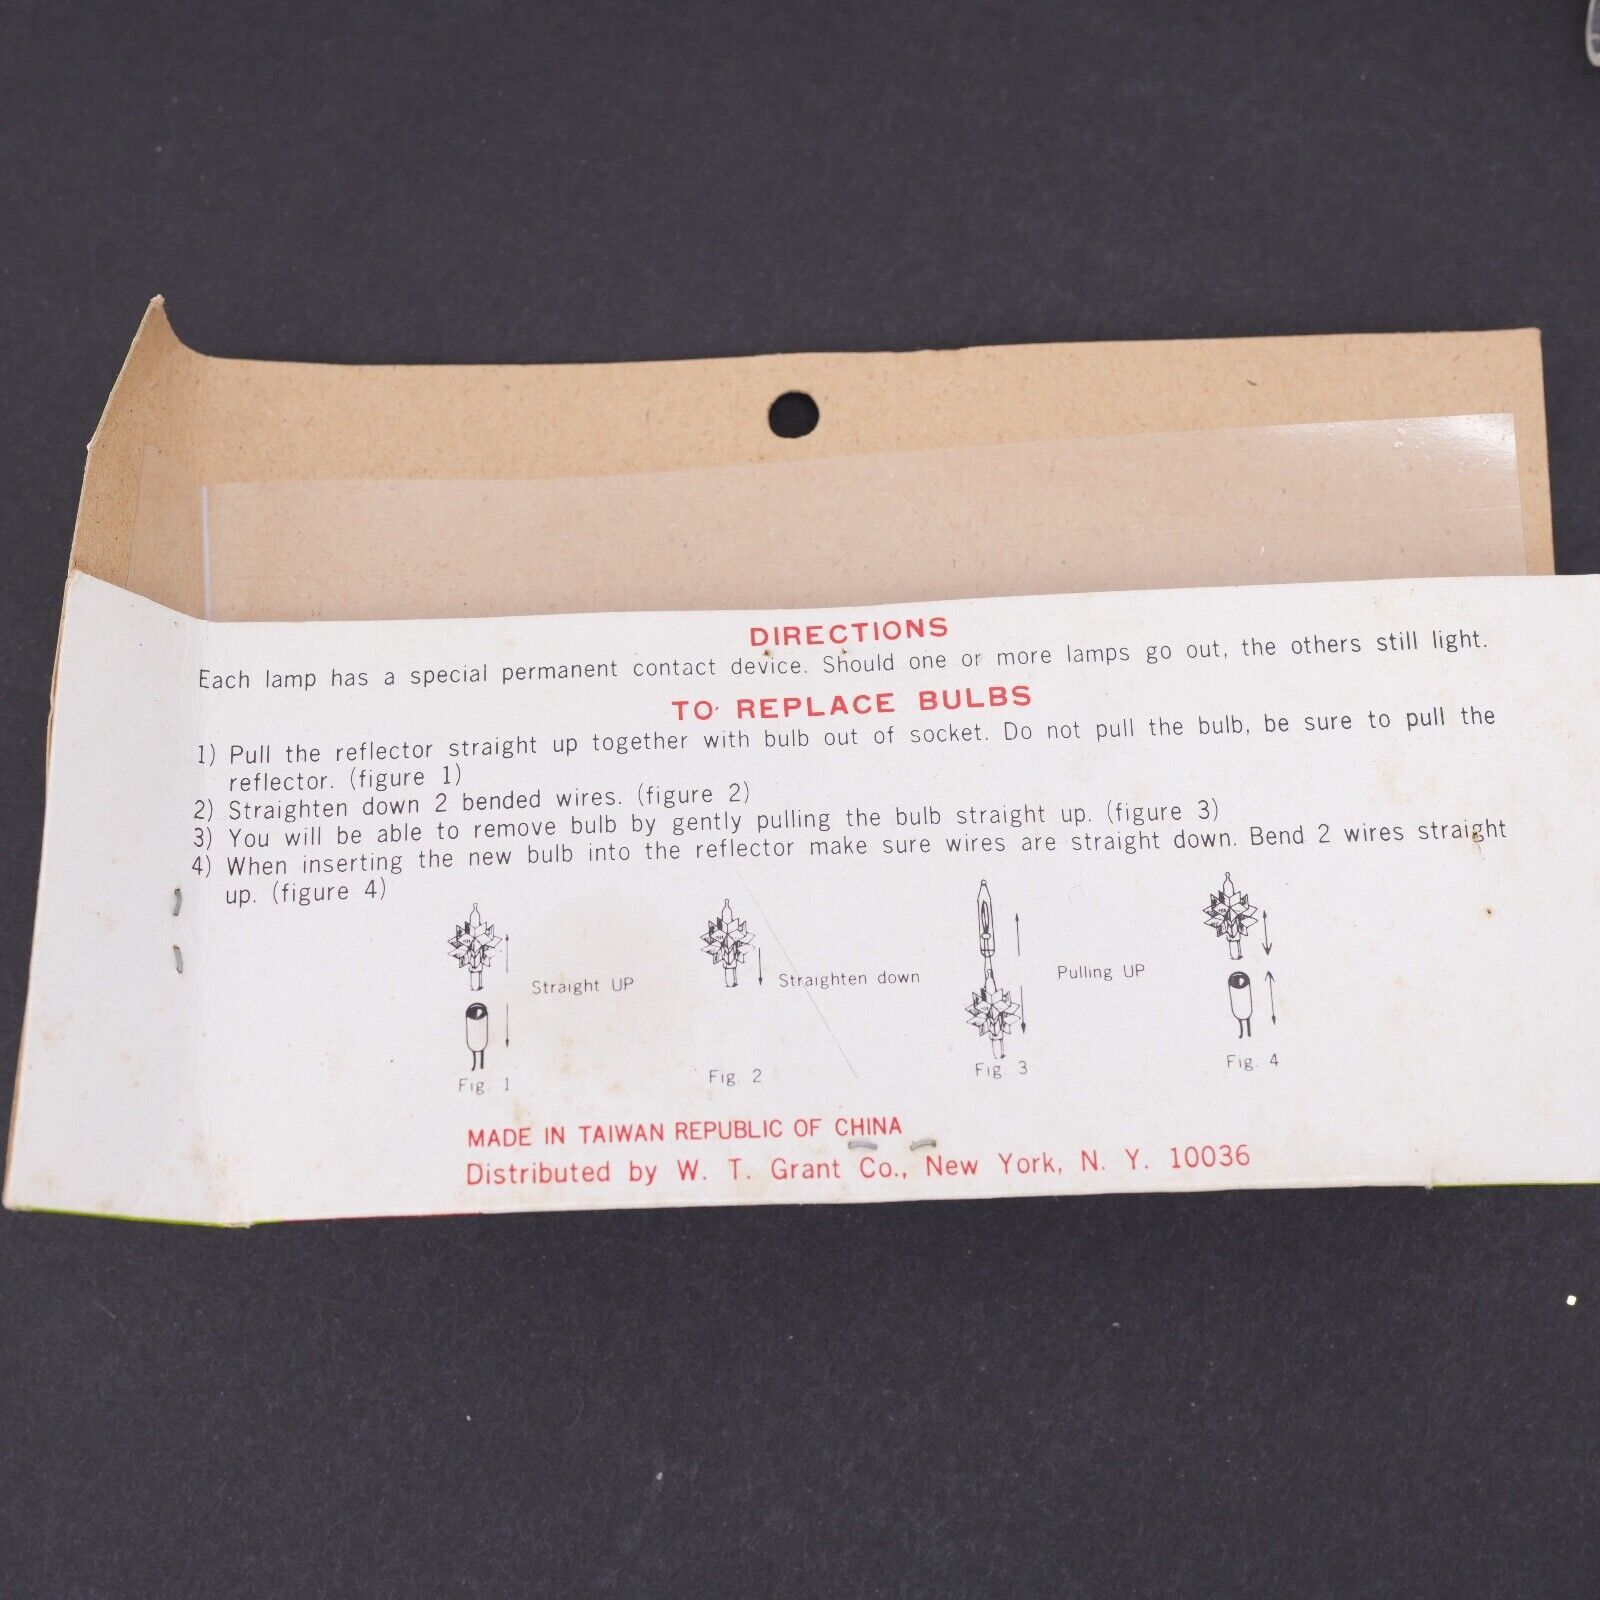 DIRECTIONS
Each lamp has a special permanent contact device. Should one or more lamps go out, the others still light.
TO REPLACE BULBS
1) Pull the reflector straight up together with bulb out of socket. Do not pull the bulb, be sure to pull the
reflector. (figure 1)
2) Straighten down 2 bended wires. (figure 2)
3) You will be able to remove bulb by gently pulling the bulb straight up. (figure 3)
4) When inserting the new bulb into the reflector make sure wires are straight down. Bend 2 wires straight
up. (figure 4)
Straight UP
Straighten down
Pulling UP
Fig. 1
Fig. 2
Fig. 3
Fig. 4
MADE IN TAIWAN REPUBLIC OF CHINA
Distributed by W. T. Grant Co., New York, N. Y. 10036